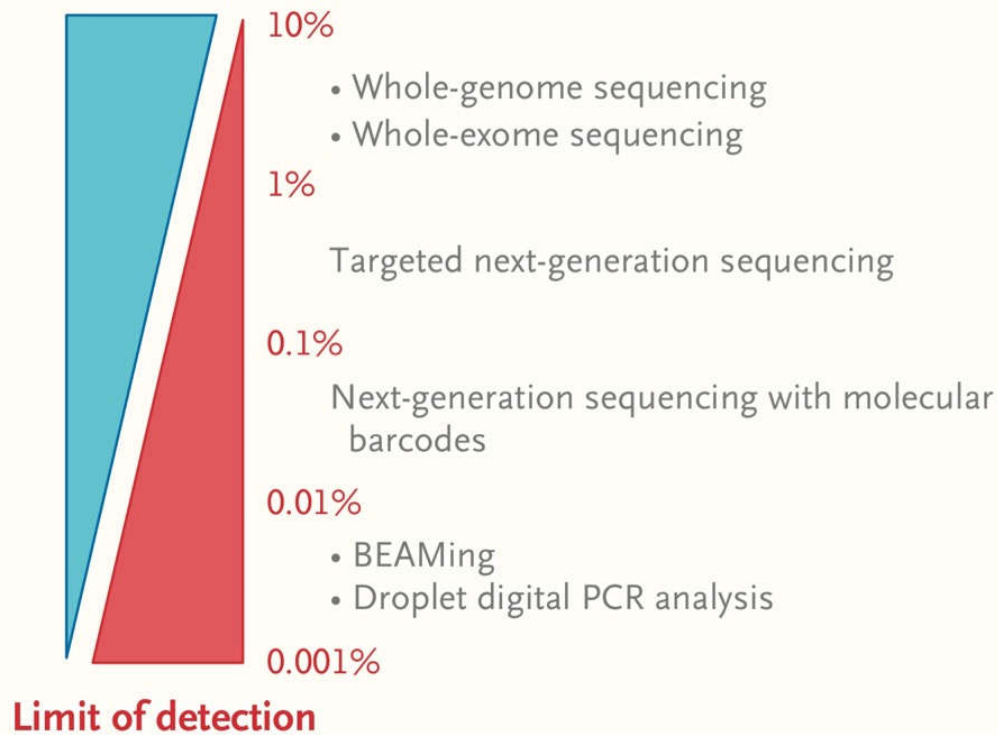 10%
• Whole-genome sequencing
• Whole-exome sequencing
1%
Targeted next-generation sequencing
0.1%
Next-generation sequencing with molecular
barcodes
0.01%
• BEAMing
• Droplet digital PCR analysis
0.001%
Limit of detection